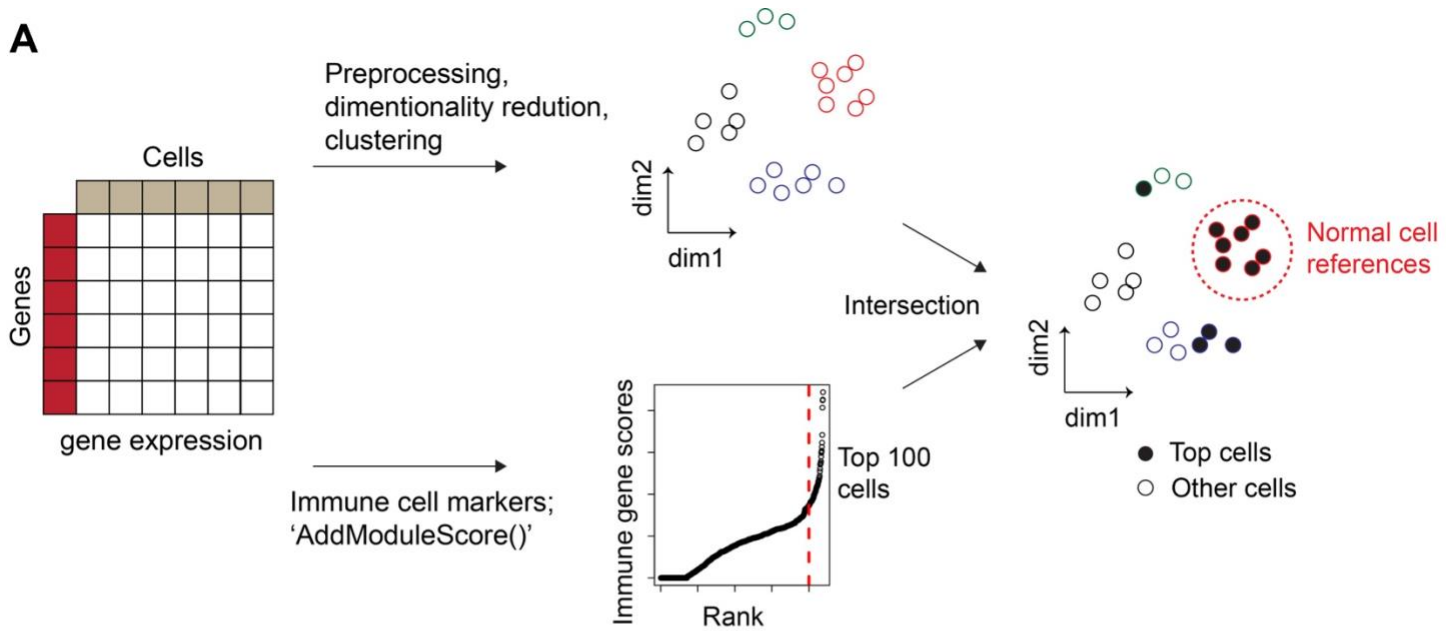 A
Preprocessing,
dimentionality redution,
clustering
Cells
Genes
gene expression
Immune cell markers;
‘AddModuleScore()’
dim2
dim1
Immune gene scores
Rank
Top 100
cells
Intersection
Normal cell
references
dim2
dim1
Top cells
Other cells